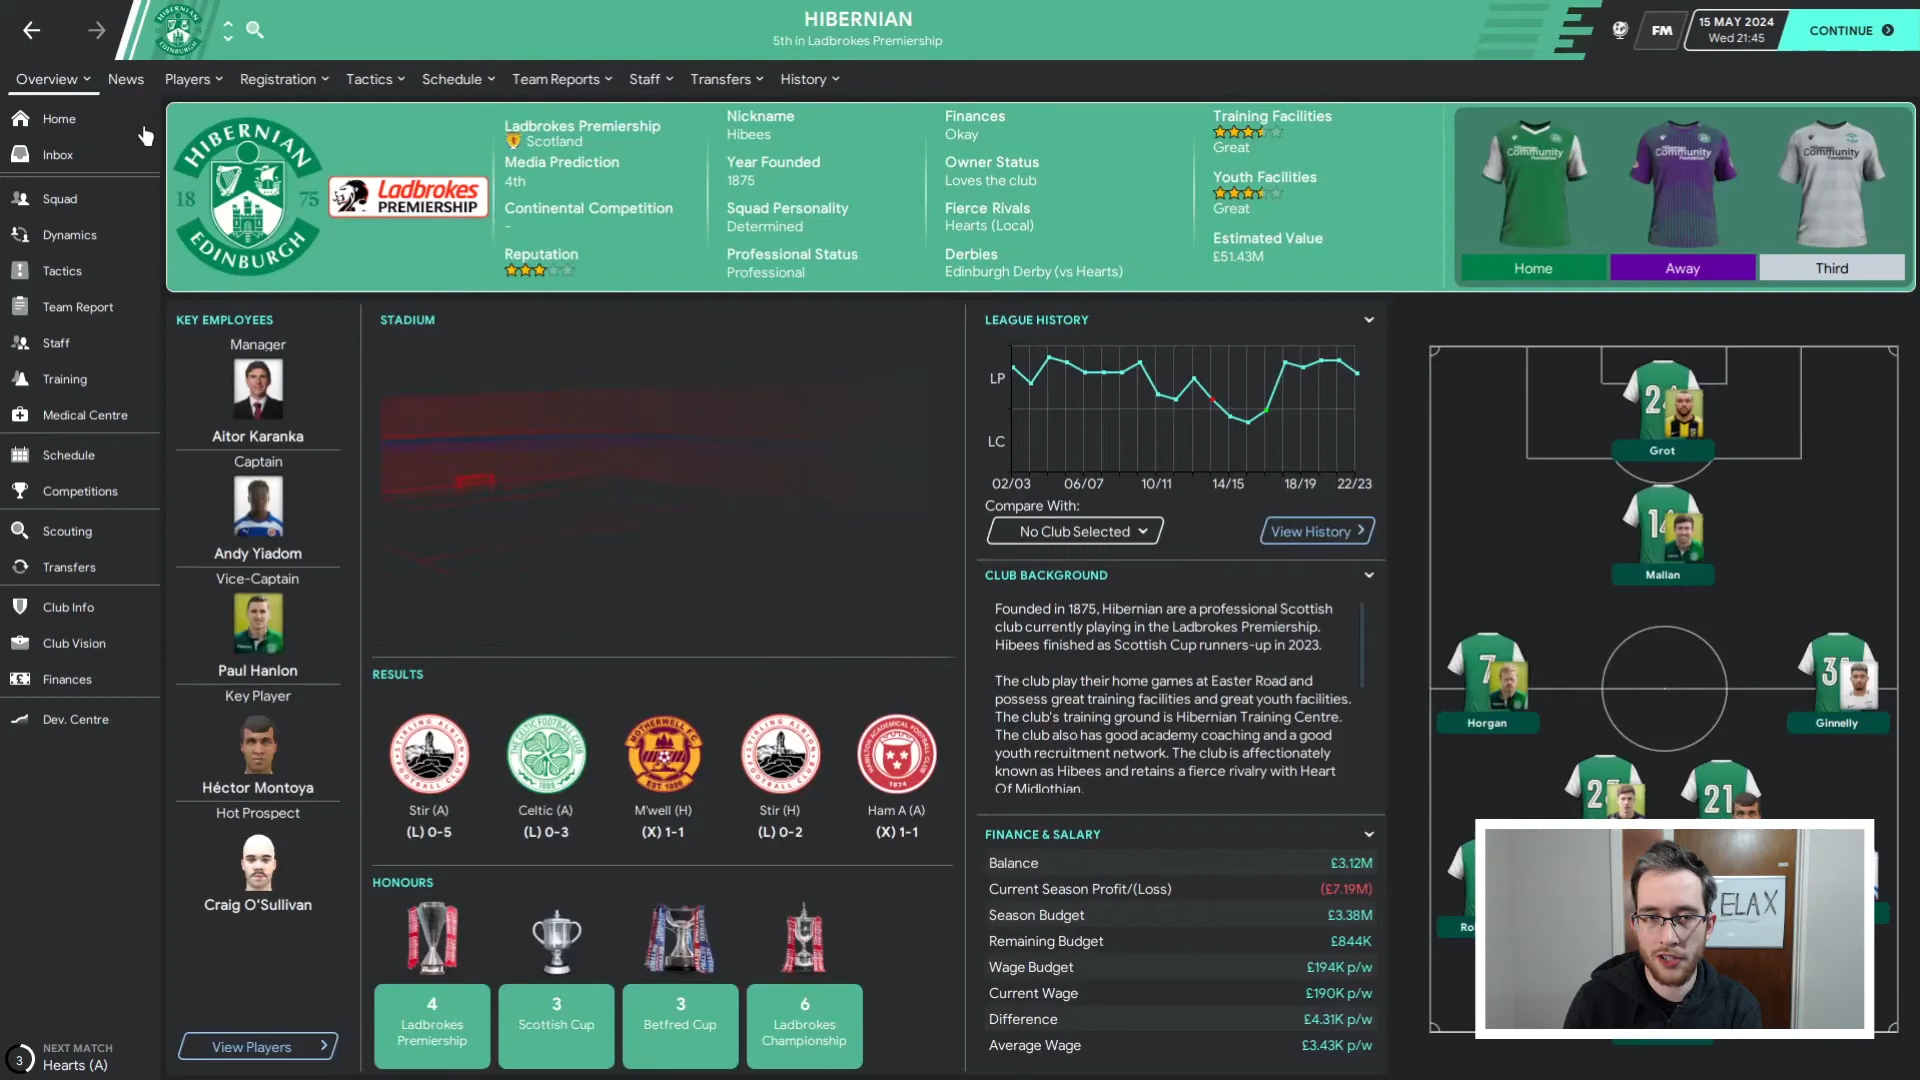 HIBERNIAN
5th in Ladbrokes Premiership
FM
15 MAY 2024
Wed 21:45
CONTINUE
Overview
News
Players
Registration
Tactics
Schedule
Team Reports
Staff
Transfers
History
Home
Inbox
Squad
Dynamics
Tactics
Team Report
Staff
Training
Medical Centre
Schedule
Competitions
Scouting
Transfers
Club Info
Club Vision
Finances
Dev. Centre
3
NEXT MATCH
Hearts (A)
HIBERNIAN
18 75
EDINBURGH
Ladbrokes
PREMIERSHIP
Ladbrokes Premiership
Scotland
Media Prediction
4th
Continental Competition
-
Reputation
Nickname
Hibees
Year Founded
1875
Squad Personality
Determined
Professional Status
Professional
Finances
Okay
Owner Status
Loves the club
Fierce Rivals
Hearts (Local)
Derbies
Edinburgh Derby (vs Hearts)
Training Facilities
Great
Youth Facilities
Great
Estimated Value
£51.43M
Community
Community
Community
Home
Away
Third
KEY EMPLOYEES
Manager
Aitor Karanka
Captain
Andy Yiadom
Vice-Captain
Paul Hanlon
Key Player
Héctor Montoya
Hot Prospect
Craig O'Sullivan
View Players
STADIUM
RESULTS
Stir (A)
(L) 0-5
Celtic (A)
(L) 0-3
M'well (H)
(X) 1-1
Stir (H)
(L) 0-2
Ham A (A)
(X) 1-1
HONOURS
4
Ladbrokes
Premiership
3
Scottish Cup
3
Betfred Cup
6
Ladbrokes
Championship
LEAGUE HISTORY
LP
LC
02/03 06/07 10/11 14/15 18/19 22/23
Compare With:
No Club Selected
View History
CLUB BACKGROUND
Founded in 1875, Hibernian are a professional Scottish
club currently playing in the Ladbrokes Premiership.
Hibees finished as Scottish Cup runners-up in 2023.
The club play their home games at Easter Road and
possess great training facilities and great youth facilities.
The club's training ground is Hibernian Training Centre.
The club also has good academy coaching and a good
youth recruitment network. The club is affectionately
known as Hibees and retains a fierce rivalry with Heart
Of Midlothian.
FINANCE & SALARY
Balance £3.12M
Current Season Profit/(Loss) (£7.19M)
Season Budget £3.38M
Remaining Budget £844K
Wage Budget £194K p/w
Current Wage £190K p/w
Difference £4.31K p/w
Average Wage £3.43K p/w
Grot
14
Mallan
7
Horgan
Ginnelly
21
Ro
ELAX